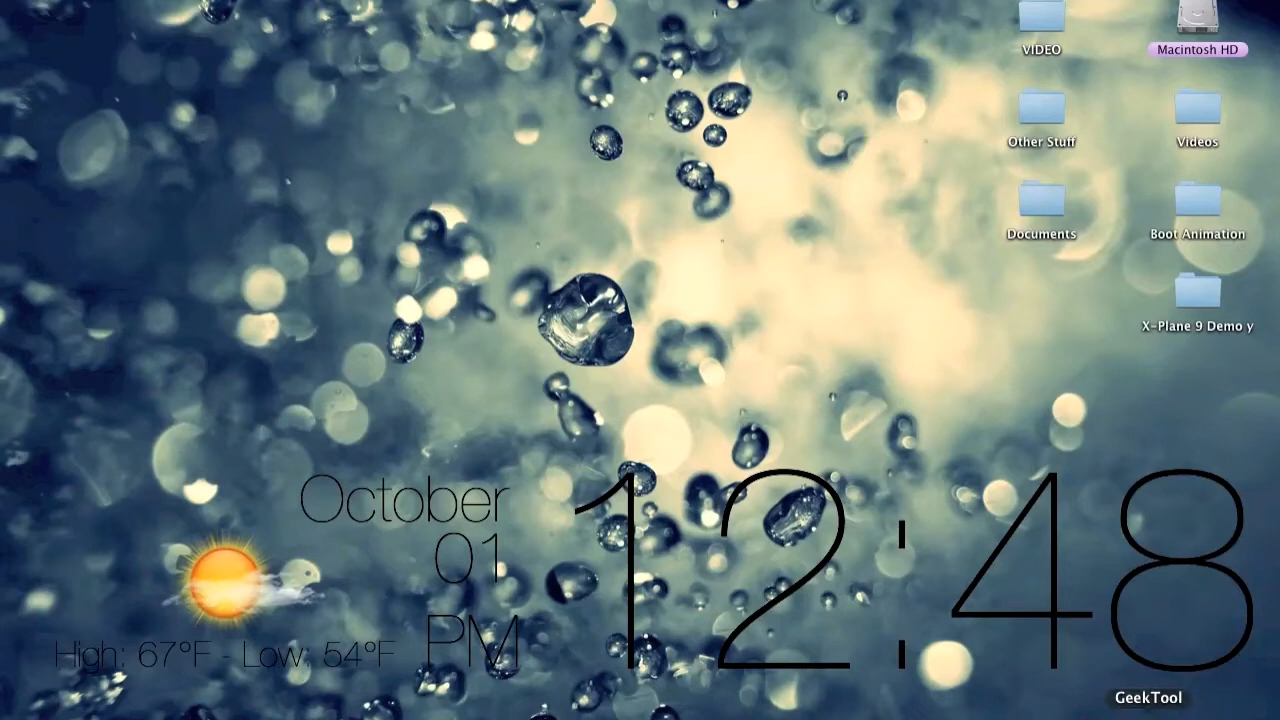 VIDEO
Macintosh HD
Other Stuff
Videos
Documents
Boot Animation
X-Plane 9 Demo y
October
01
PM
12:48
High: 67°F - Low: 54°F
GeekTool